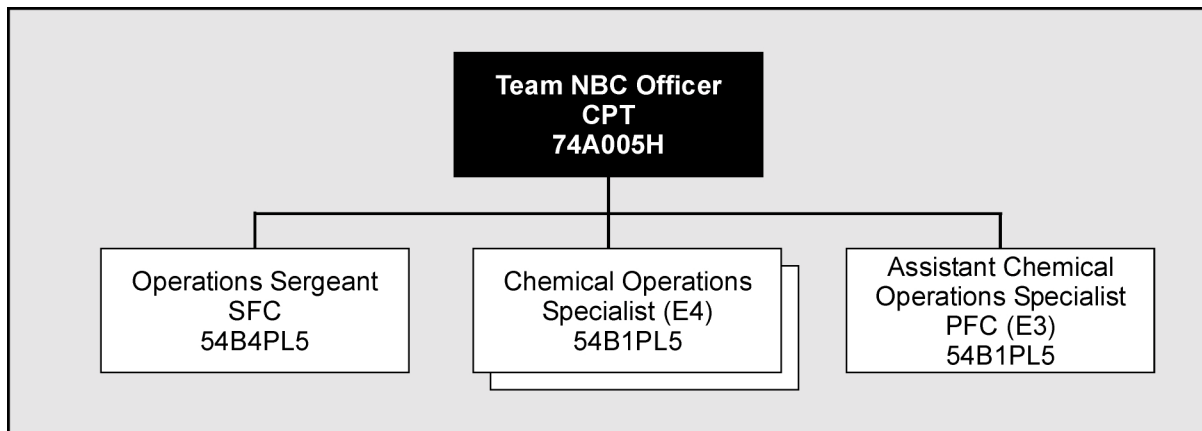 Team NBC Officer
CPT
74A005H
Operations Sergeant
SFC
54B4PL5
Chemical Operations
Specialist (E4)
54B1PL5
Assistant Chemical
Operations Specialist
PFC (E3)
54B1PL5